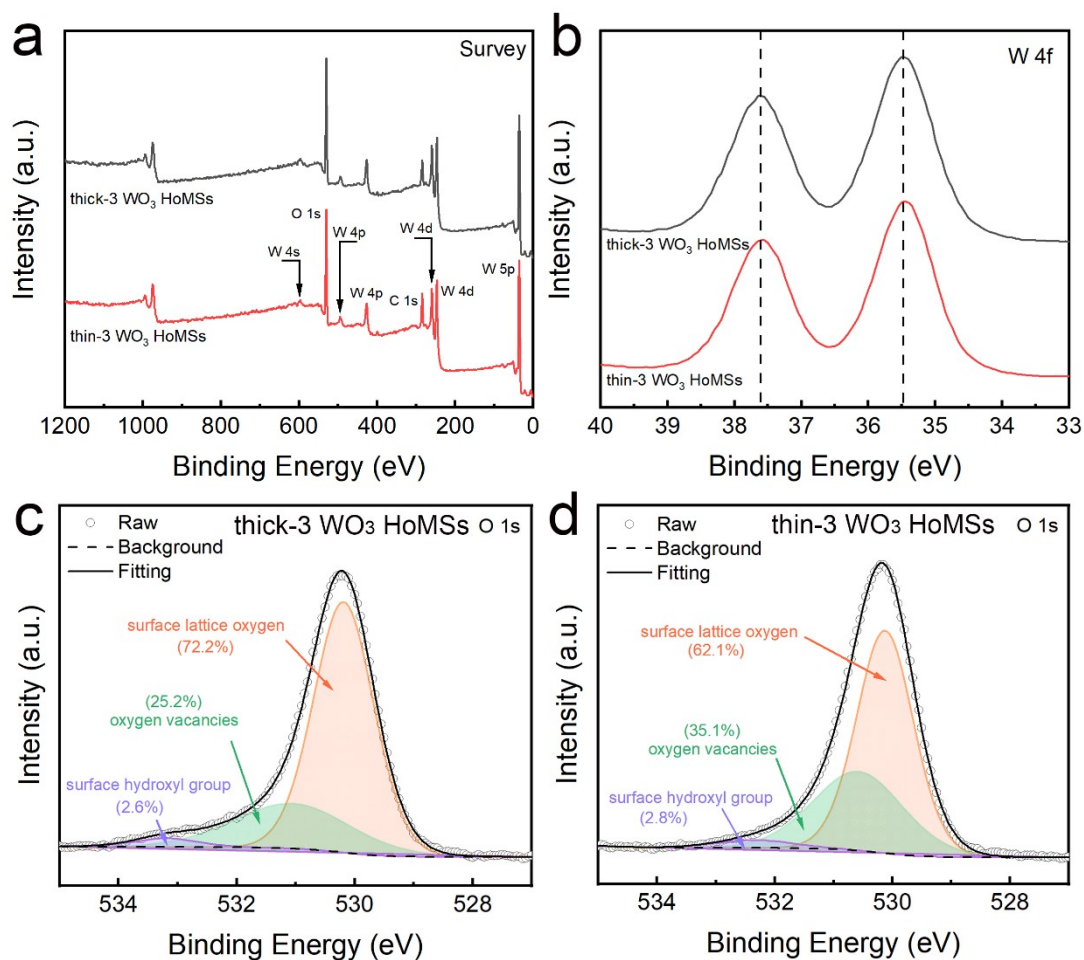 a
Survey
Intensity (a.u.)
thick-3 WO₃ HoMSs
O 1s
W 4s
W 4p
W 4p
C 1s
W 4d
W 4d
W 5p
thin-3 WO₃ HoMSs
1200 1000 800 600 400 200 0
Binding Energy (eV)
b
W 4f
Intensity (a.u.)
thick-3 WO₃ HoMSs
thin-3 WO₃ HoMSs
40 39 38 37 36 35 34 33
Binding Energy (eV)
c
Raw
Background
Fitting
thick-3 WO₃ HoMSs O 1s
Intensity (a.u.)
surface lattice oxygen
(72.2%)
(25.2%)
oxygen vacancies
surface hydroxyl group
(2.6%)
534 532 530 528
Binding Energy (eV)
d
Raw
Background
Fitting
thin-3 WO₃ HoMSs O 1s
Intensity (a.u.)
surface lattice oxygen
(62.1%)
(35.1%)
oxygen vacancies
surface hydroxyl group
(2.8%)
534 532 530 528
Binding Energy (eV)